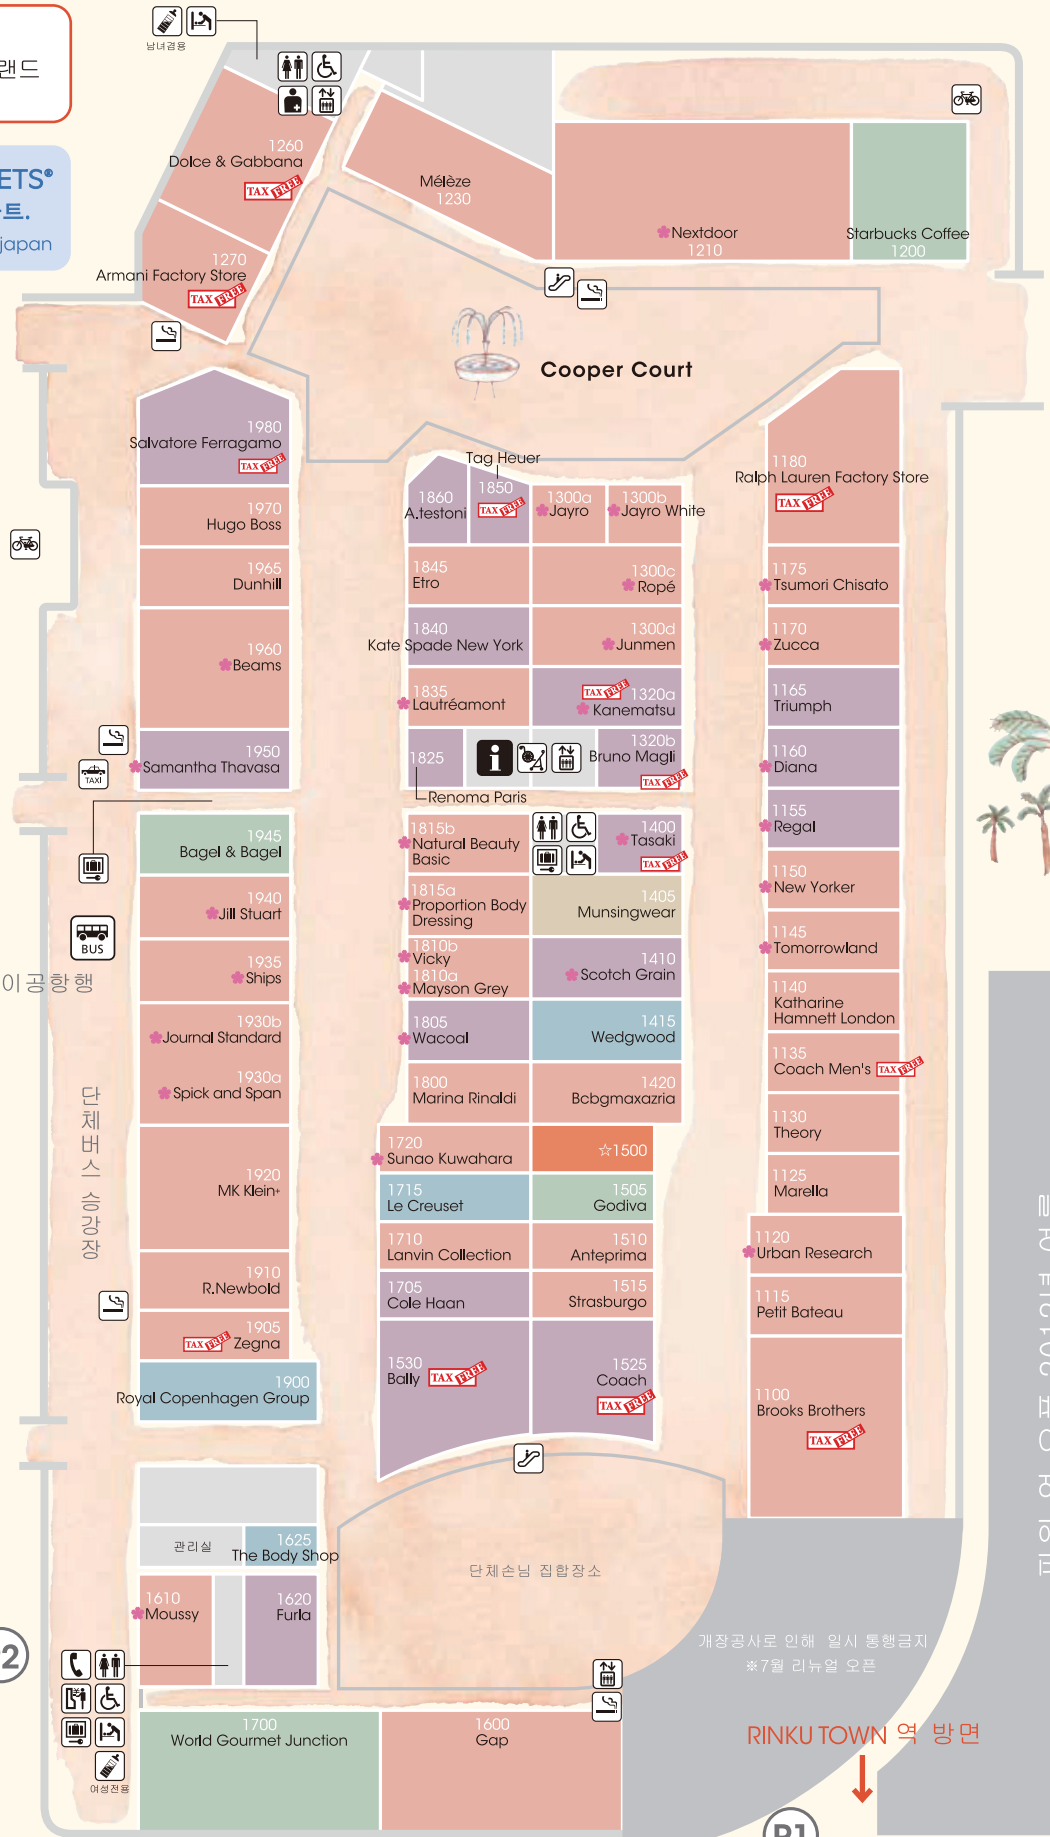 랜드
ETS®
트.
japan
남녀겸용
1260
Dolce & Gabbana
TAX FREE
1270
Armani Factory Store
TAX FREE
Mélèze
1230
Nextdoor
1210
Starbucks Coffee
1200
Cooper Court
1980
Salvatore Ferragamo
TAX FREE
1970
Hugo Boss
1965
Dunhill
1960
Beams
1950
Samantha Thavasa
TAXI
1945
Bagel & Bagel
1940
Jill Stuart
BUS
이공항행
1935
Ships
1930b
Journal Standard
1930a
Spick and Span
단체버스 승강장
1920
MK Klein+
1910
R.Newbold
1905
TAX FREE Zegna
1900
Royal Copenhagen Group
Tag Heuer
1860
A.testoni
1850
TAX FREE
1300a
Jayro
1300b
Jayro White
1845
Etro
1300c
Ropé
1840
Kate Spade New York
1300d
Junmen
1835
Lautréamont
TAX FREE 1320a
Kanematsu
1825
Renoma Paris
i
1320b
Bruno Magli
TAX FREE
1815b
Natural Beauty
Basic
1400
Tasaki
TAX FREE
1815a
Proportion Body
Dressing
1405
Munsingwear
1810b
Vicky
1810a
Mayson Grey
1410
Scotch Grain
1805
Wacoal
1415
Wedgwood
1800
Marina Rinaldi
1420
Bcbgmaxazria
1720
Sunao Kuwahara
☆1500
1715
Le Creuset
1505
Godiva
1710
Lanvin Collection
1510
Anteprima
1705
Cole Haan
1515
Strasburgo
1530
Bally TAX FREE
1525
Coach
TAX FREE
1180
Ralph Lauren Factory Store
TAX FREE
1175
Tsumori Chisato
1170
Zucca
1165
Triumph
1160
Diana
1155
Regal
1150
New Yorker
1145
Tomorrowland
1140
Katharine
Hamnett London
1135
Coach Men's TAX FREE
1130
Theory
1125
Marella
1120
Urban Research
1115
Petit Bateau
1100
Brooks Brothers
TAX FREE
관리실
1625
The Body Shop
1610
Moussy
1620
Furla
단체손님 집합장소
개장공사로 인해 일시 통행금지
※7월 리뉴얼 오픈
2
여성전용
1700
World Gourmet Junction
1600
Gap
RINKU TOWN 역 방면
P1